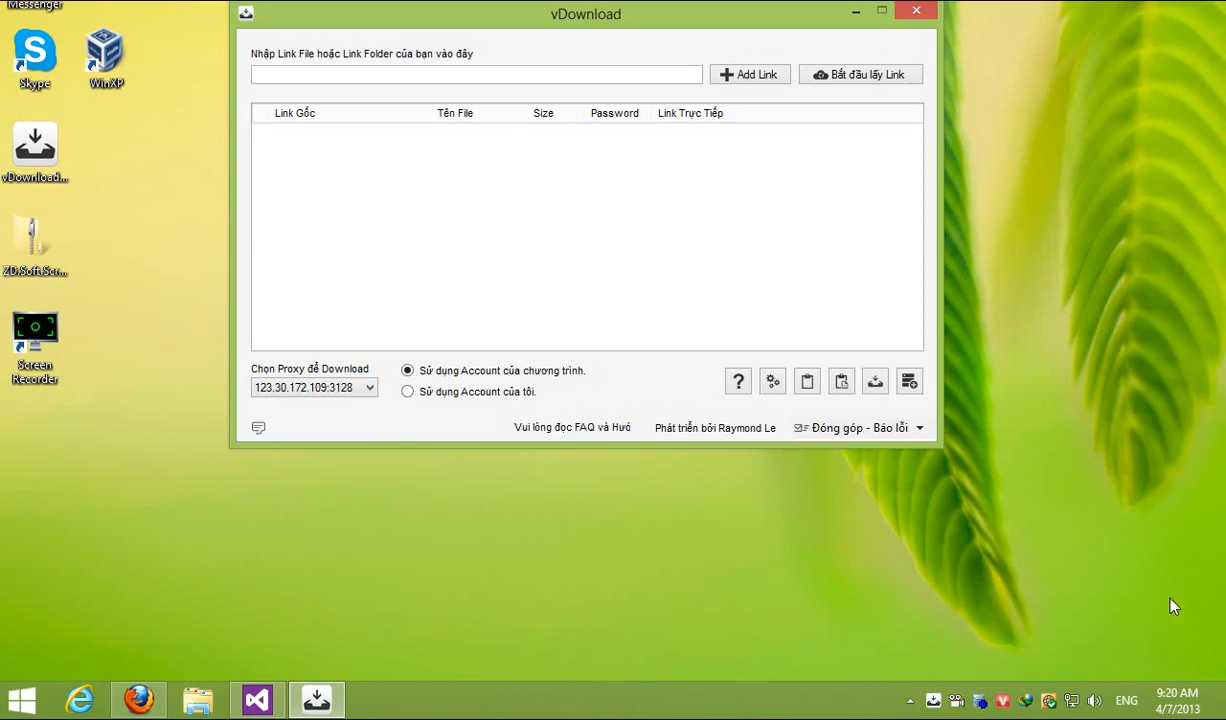 Messenger
Skype
WinXP
vDownload...
ZD.Soft.Scr...
Screen
Recorder
vDownload
Nhập Link File hoặc Link Folder của bạn vào đây
Add Link
Bắt đầu lấy Link
Link Gốc
Tên File
Size
Password
Link Trực Tiếp
Chọn Proxy để Download
123.30.172.109:3128
Sử dụng Account của chương trình.
Sử dụng Account của tôi.
?
Vui lòng đọc FAQ và Hướ
Phát triển bởi Raymond Le
Đóng góp - Báo lỗi
ENG
9:20 AM
4/7/2013